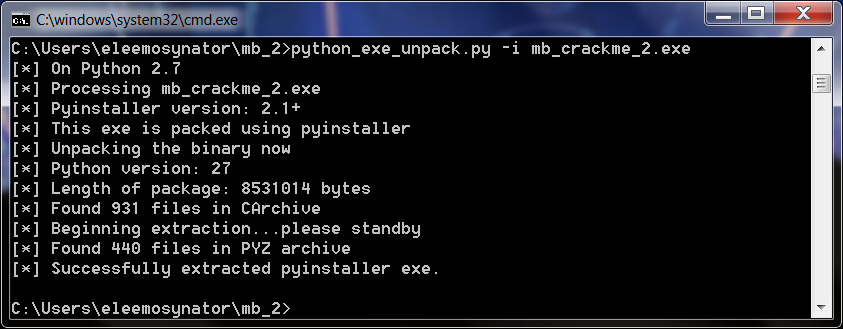 C:\windows\system32\cmd.exe
C:\Users\eleemosynator\mb_2>python_exe_unpack.py -i mb_crackme_2.exe
[*] On Python 2.7
[*] Processing mb_crackme_2.exe
[*] Pyinstaller version: 2.1+
[*] This exe is packed using pyinstaller
[*] Unpacking the binary now
[*] Python version: 27
[*] Length of package: 8531014 bytes
[*] Found 931 files in CArchive
[*] Beginning extraction...please standby
[*] Found 440 files in PYZ archive
[*] Successfully extracted pyinstaller exe.
C:\Users\eleemosynator\mb_2>